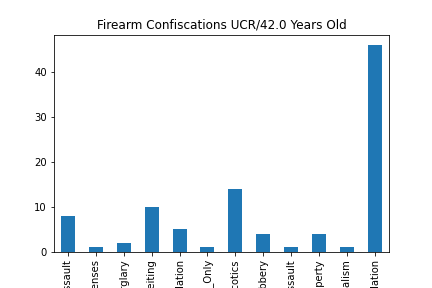 Firearm Confiscations UCR/42.0 Years Old
40
30
20
10
0
ssault
enses
rglary
eiting
lation
_Only
cotics
obery
ssault
perty
alism
lation